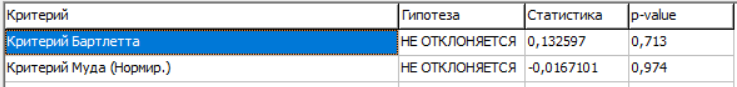 Критерий Гипотеза Статистика p-value
Критерий Бартлетта НЕ ОТКЛОНЯЕТСЯ 0,132597 0,713
Критерий Муда (Нормир.) НЕ ОТКЛОНЯЕТСЯ -0,0167101 0,974